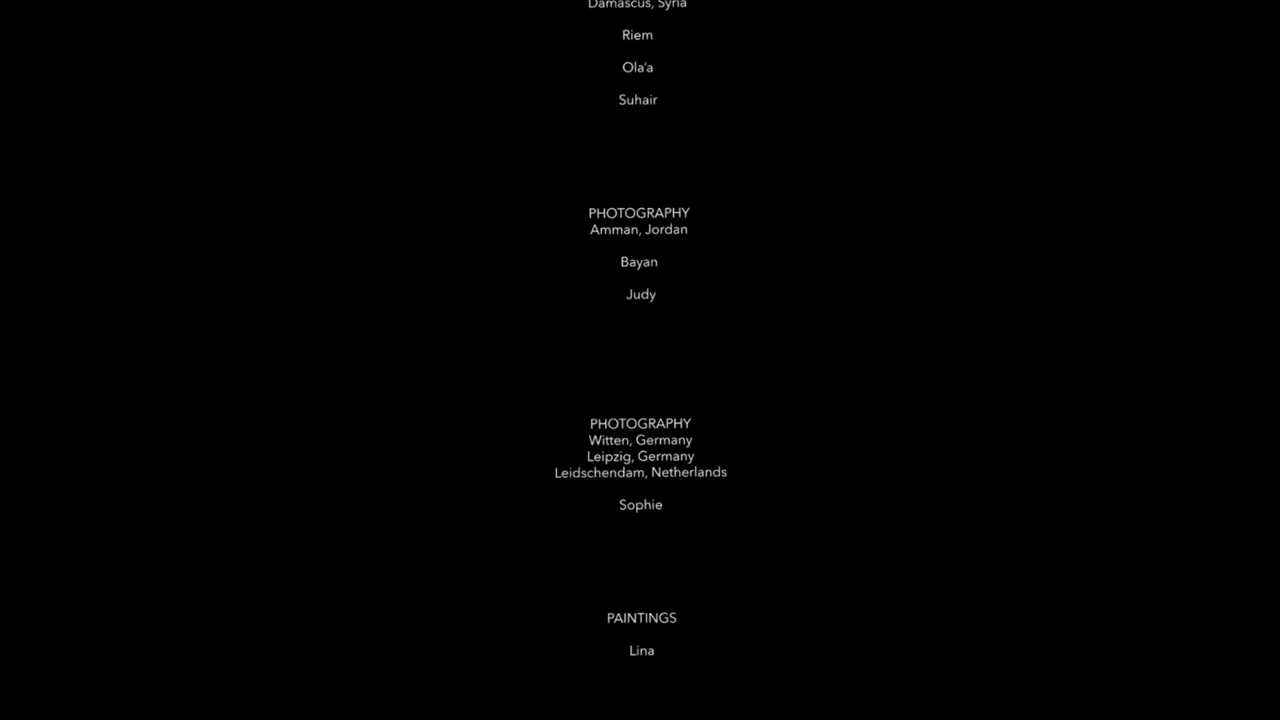 Damascus, Syria
Riem
Ola'a
Suhair
PHOTOGRAPHY
Amman, Jordan
Bayan
Judy
PHOTOGRAPHY
Witten, Germany
Leipzig, Germany
Leidschendam, Netherlands
Sophie
PAINTINGS
Lina